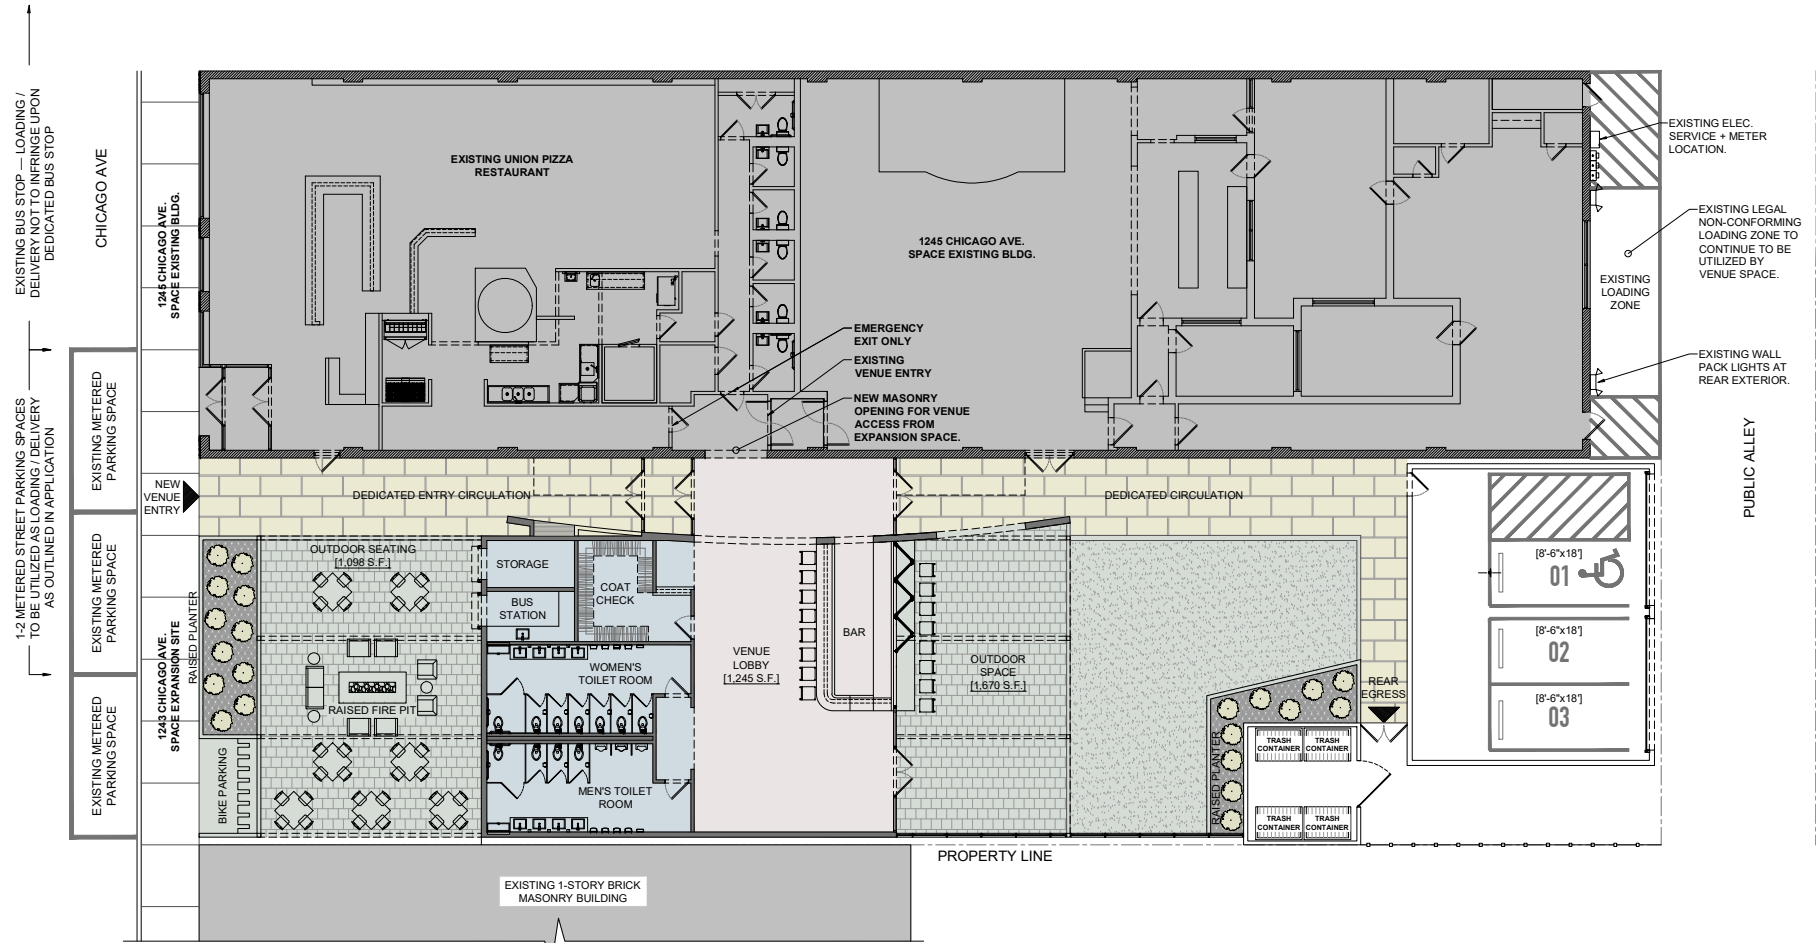 EXISTING BUS STOP — LOADING /
DELIVERY NOT TO INFRINGE UPON
DEDICATED BUS STOP
1-2 METERED STREET PARKING SPACES
TO BE UTILIZED AS LOADING / DELIVERY
AS OUTLINED IN APPLICATION
CHICAGO AVE
EXISTING METERED
PARKING SPACE
EXISTING METERED
PARKING SPACE
EXISTING METERED
PARKING SPACE
1245 CHICAGO AVE.
SPACE EXISTING BLDG.
NEW
VENUE
ENTRY
1243 CHICAGO AVE.
SPACE EXPANSION SITE
EXISTING UNION PIZZA
RESTAURANT
1245 CHICAGO AVE.
SPACE EXISTING BLDG.
EMERGENCY
EXIT ONLY
EXISTING
VENUE ENTRY
NEW MASONRY
OPENING FOR VENUE
ACCESS FROM
EXPANSION SPACE.
EXISTING ELEC.
SERVICE + METER
LOCATION.
EXISTING LEGAL
NON-CONFORMING
LOADING ZONE TO
CONTINUE TO BE
UTILIZED BY
VENUE SPACE.
EXISTING
LOADING
ZONE
EXISTING WALL
PACK LIGHTS AT
REAR EXTERIOR.
PUBLIC ALLEY
DEDICATED ENTRY CIRCULATION
DEDICATED CIRCULATION
RAISED PLANTER
OUTDOOR SEATING
[1,098 S.F.]
RAISED FIRE PIT
BIKE PARKING
STORAGE
BUS
STATION
COAT
CHECK
WOMEN'S
TOILET ROOM
MEN'S TOILET
ROOM
VENUE
LOBBY
[1,245 S.F.]
BAR
OUTDOOR
SPACE
[1,670 S.F.]
RAISED PLANTER
REAR
EGRESS
TRASH
CONTAINER
TRASH
CONTAINER
TRASH
CONTAINER
TRASH
CONTAINER
[8'-6"x18']
01
[8'-6"x18']
02
[8'-6"x18']
03
PROPERTY LINE
EXISTING 1-STORY BRICK
MASONRY BUILDING